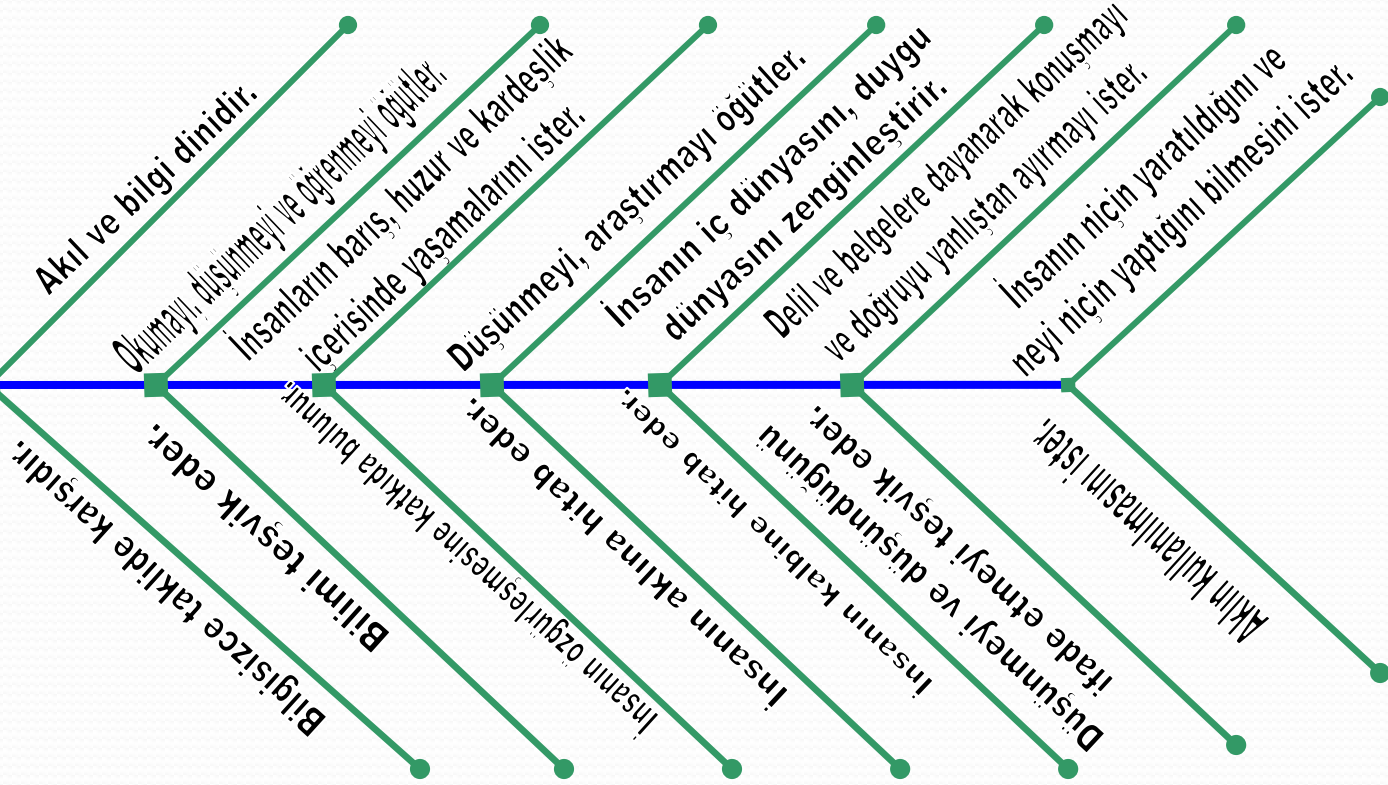 Akıl ve bilgi dinidir.
Okumayı, düşünmeyi ve öğrenmeyi öğütler.
İnsanların barış, huzur ve kardeşlik
içerisinde yaşamalarını ister.
Düşünmeyi, araştırmayı öğütler.
İnsanın iç dünyasını, duygu
dünyasını zenginleştirir.
Delil ve belgelere dayanarak konuşmayı
ve doğruyu yanlıştan ayırmayı ister.
İnsanın niçin yaratıldığını ve
neyi niçin yaptığını bilmesini ister.
Bilgisizce taklide karşıdır.
Bilimi teşvik eder.
İnsanın özgürleşmesine katkıda bulunur.
İnsanın aklına hitab eder.
İnsanın kalbine hitab eder.
Düşünmeyi ve düşündüğünü
ifade etmeyi teşvik eder.
Aklın kullanılmasını ister.